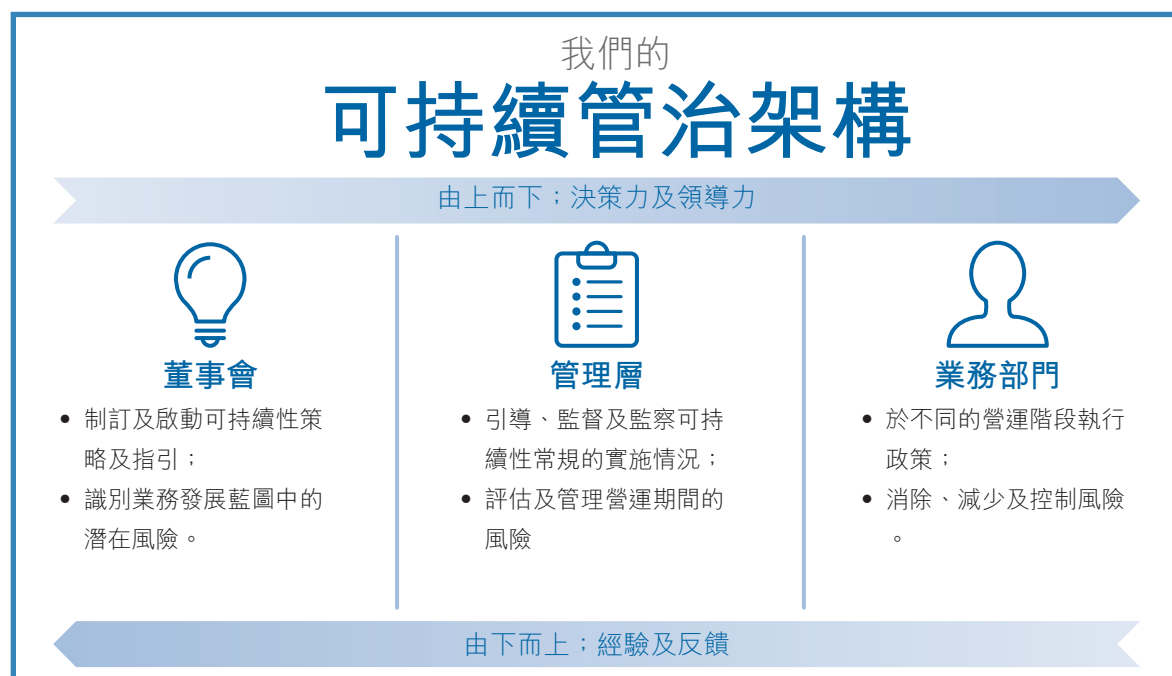 我們的
可持續管治架構
由上而下；決策力及領導力
董事會
• 制訂及啟動可持續性策
略及指引；
• 識別業務發展藍圖中的
潛在風險。
管理層
• 引導、監督及監察可持
續性常規的實施情況；
• 評估及管理營運期間的
風險
業務部門
• 於不同的營運階段執行
政策；
• 消除、減少及控制風險
。
由下而上；經驗及反饋